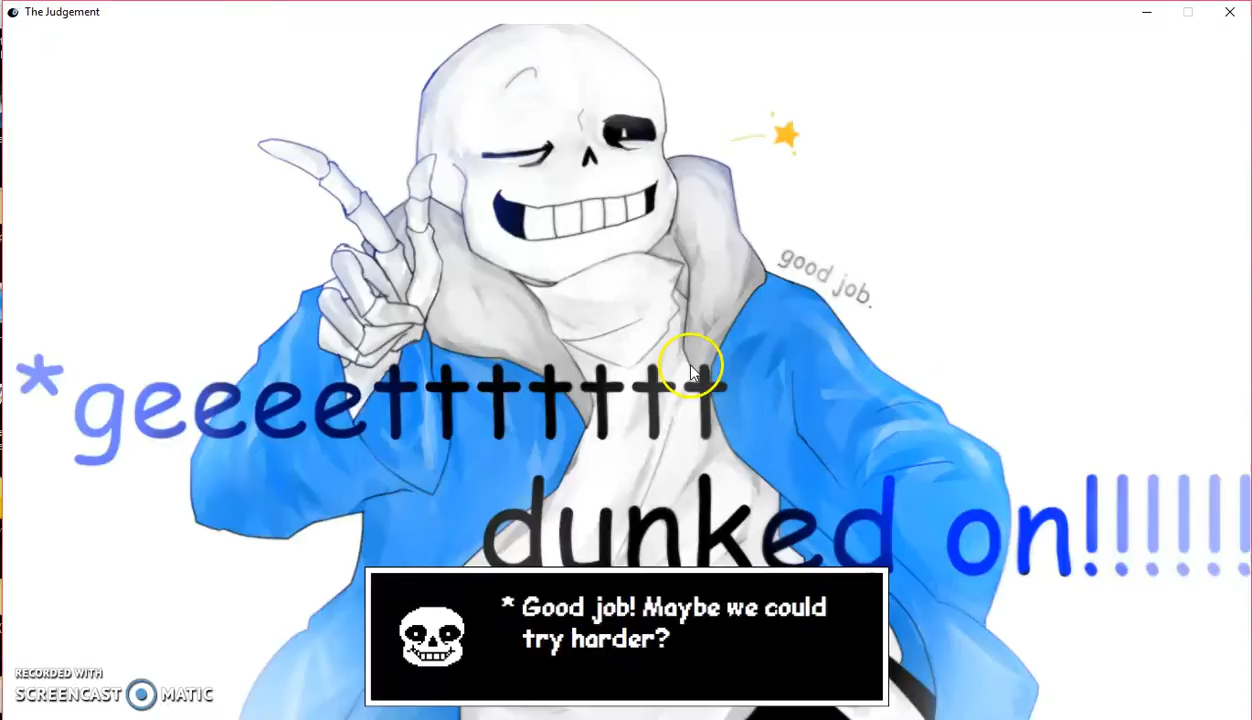 The Judgement
good job.
*geeeettttttt
dunked on!!!!!!
* Good job! Maybe we could
try harder?
RECORDED WITH
SCREENCAST MATIC